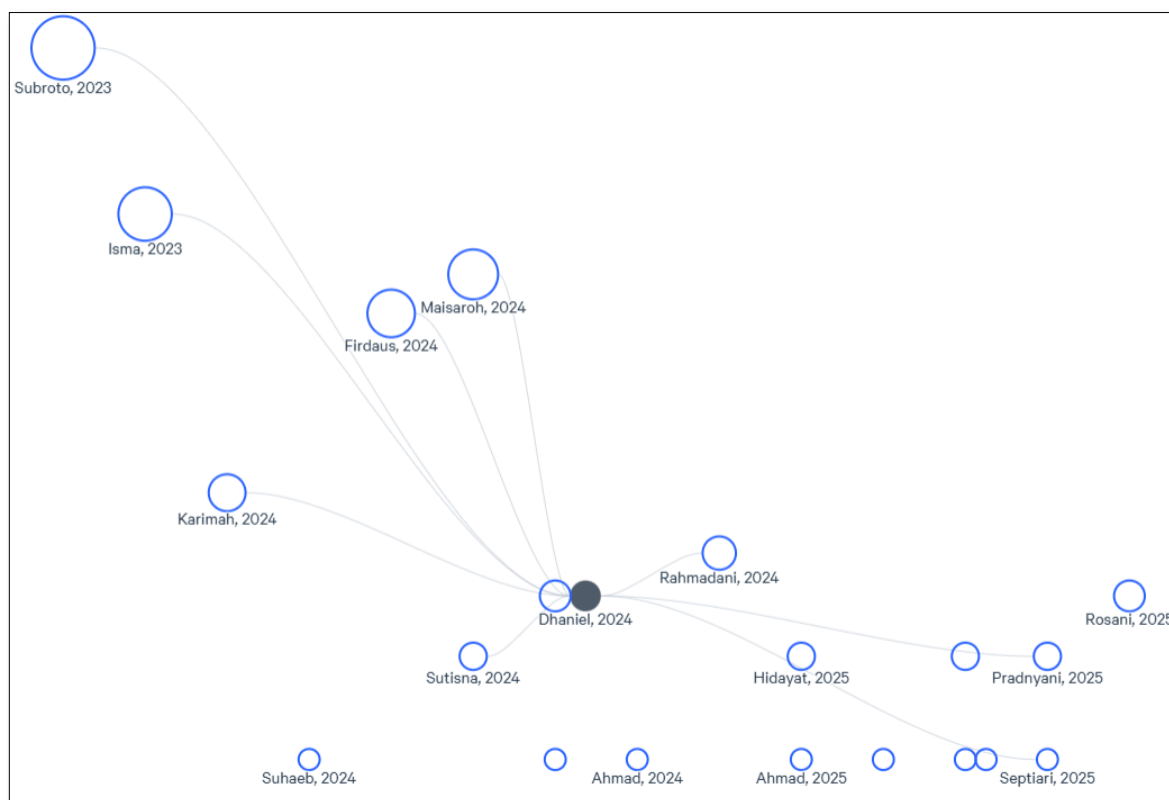 Subroto, 2023
Isma, 2023
Maisaroh, 2024
Firdaus, 2024
Karimah, 2024
Rahmadani, 2024
Dhaniel, 2024
Rosani, 2025
Sutisna, 2024
Hidayat, 2025
Pradnyani, 2025
Suhaeb, 2024
Ahmad, 2024
Ahmad, 2025
Septiari, 2025